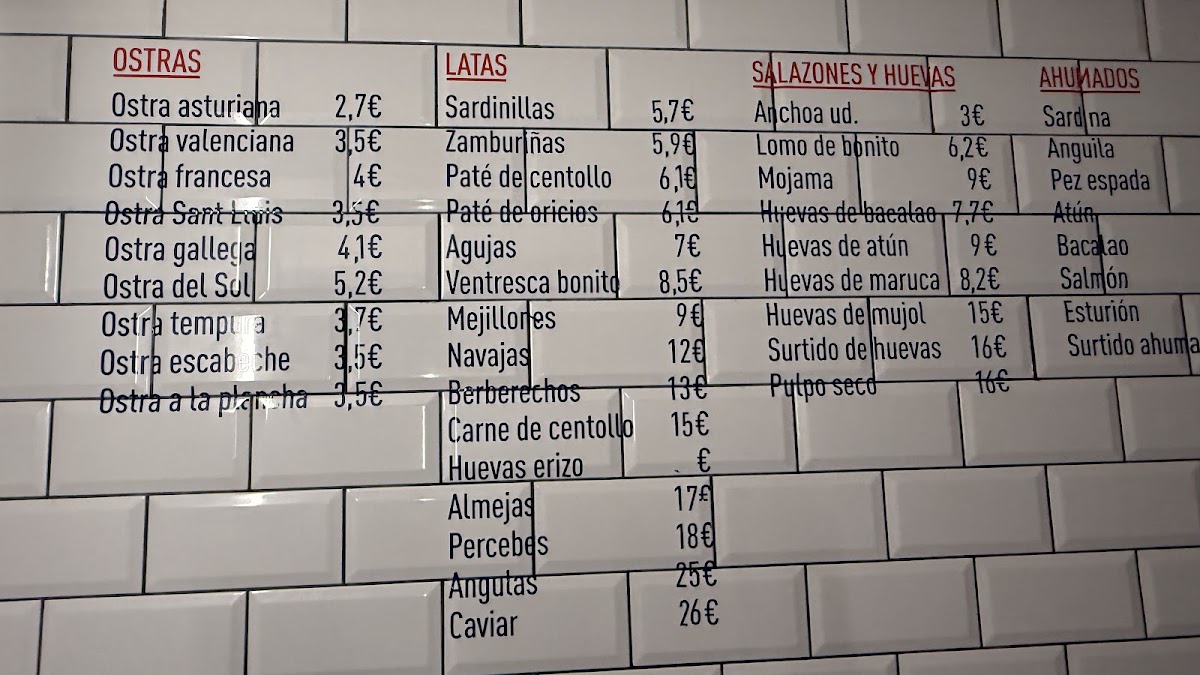 OSTRAS
Ostra asturiana 2,7€
Ostra valenciana 3,5€
Ostra francesa 4€
Ostra Sant Luis 3,5€
Ostra gallega 4,1€
Ostra del Sol 5,2€
Ostra tempura 3,7€
Ostra escabeche 3,5€
Ostra a la plancha 3,5€
LATAS
Sardinillas 5,7€
Zamburiñas 5,9€
Paté de centollo 6,1€
Paté de oricios 6,1€
Agujas 7€
Ventresca bonito 8,5€
Mejillones 9€
Navajas 12€
Berberechos 13€
Carne de centollo 15€
Huevas erizo €
Almejas 17€
Percebes 18€
Angulas 25€
Caviar 26€
SALAZONES Y HUEVAS
Anchoa ud. 3€
Lomo de bonito 6,2€
Mojama 9€
Huevas de bacalao 7,7€
Huevas de atún 9€
Huevas de maruca 8,2€
Huevas de mujol 15€
Surtido de huevas 16€
Pulpo seco 16€
AHUMADOS
Sardina
Anguila
Pez espada
Atún
Bacalao
Salmón
Esturión
Surtido ahuma